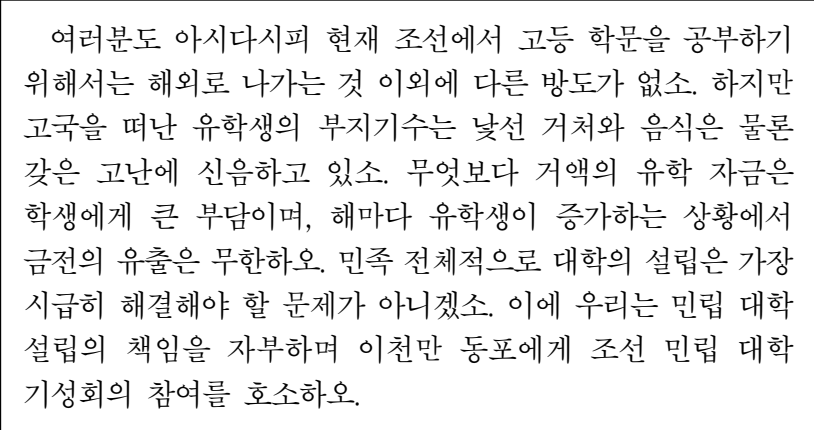 여러분도 아시다시피 현재 조선에서 고등 학문을 공부하기
위해서는 해외로 나가는 것 이외에 다른 방도가 없소. 하지만
고국을 떠난 유학생의 부지기수는 낯선 거처와 음식은 물론
갖은 고난에 신음하고 있소. 무엇보다 거액의 유학 자금은
학생에게 큰 부담이며, 해마다 유학생이 증가하는 상황에서
금전의 유출은 무한하오. 민족 전체적으로 대학의 설립은 가장
시급히 해결해야 할 문제가 아니겠소. 이에 우리는 민립 대학
설립의 책임을 자부하며 이천만 동포에게 조선 민립 대학
기성회의 참여를 호소하오.